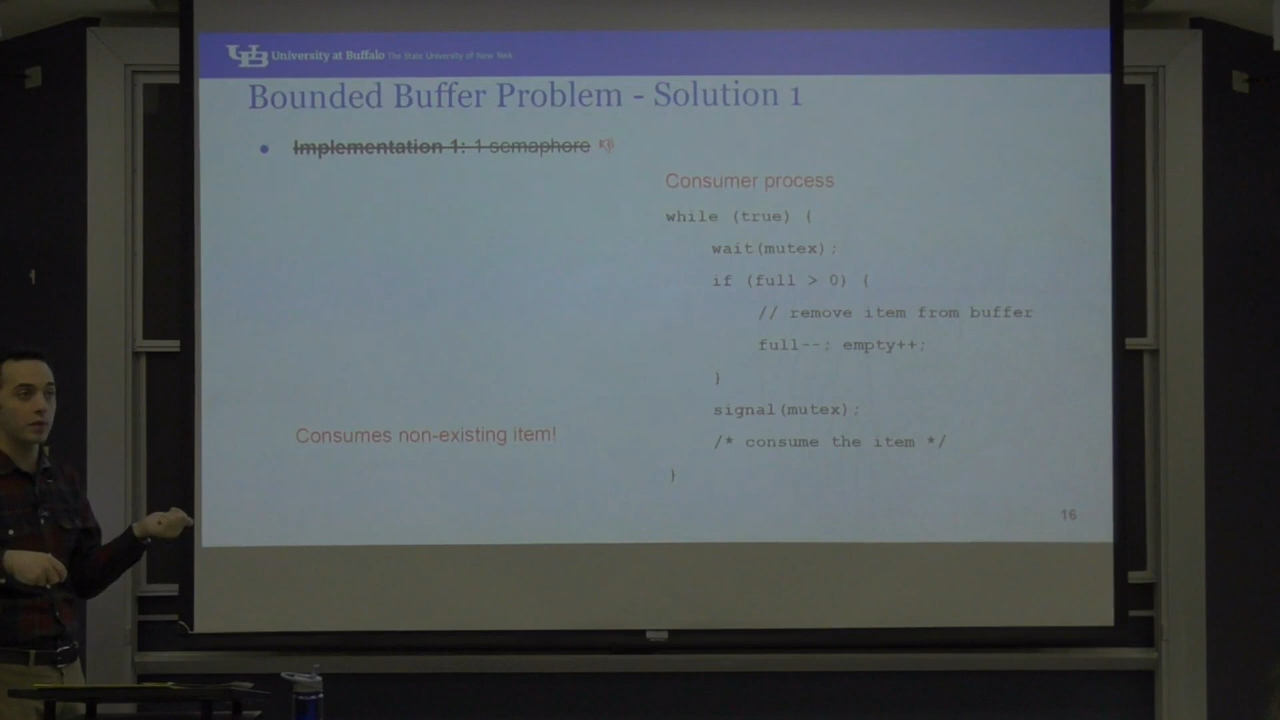 UB University at Buffalo The State University of New York
Bounded Buffer Problem - Solution 1
• Implementation 1: 1 semaphore
Consumer process
while (true) {
wait(mutex);
if (full > 0) {
// remove item from buffer
full--; empty++;
}
signal(mutex);
/* consume the item */
}
Consumes non-existing item!
16